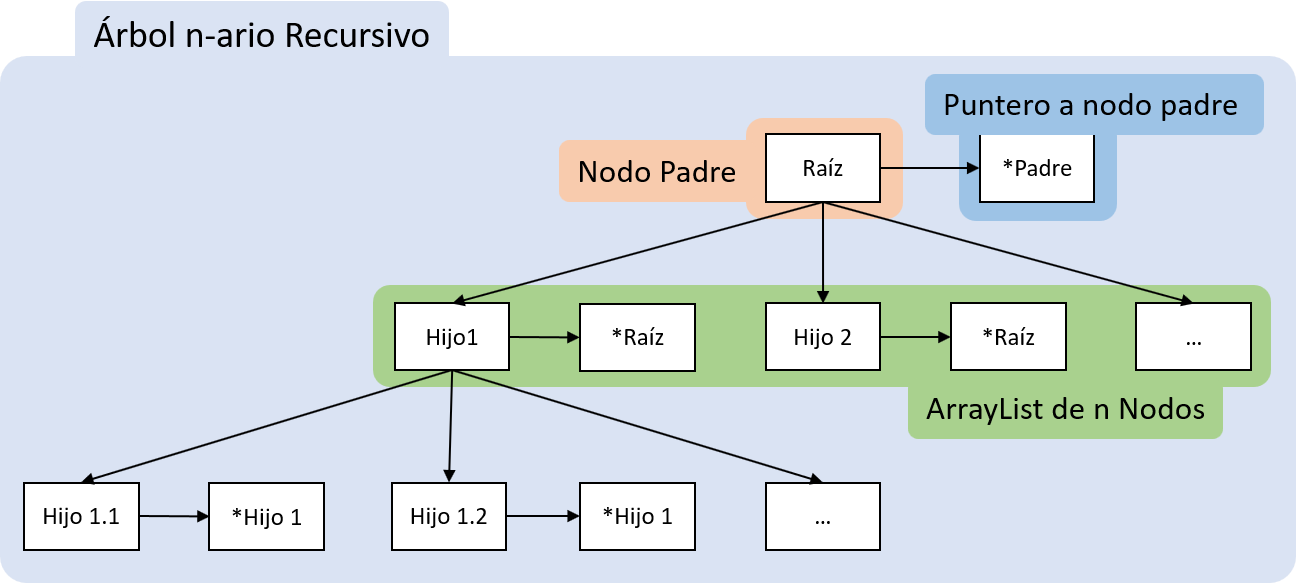 Árbol n-ario Recursivo
Puntero a nodo padre
Nodo Padre
Raíz
*Padre
Hijo1
*Raíz
Hijo 2
*Raíz
...
ArrayList de n Nodos
Hijo 1.1
*Hijo 1
Hijo 1.2
*Hijo 1
...